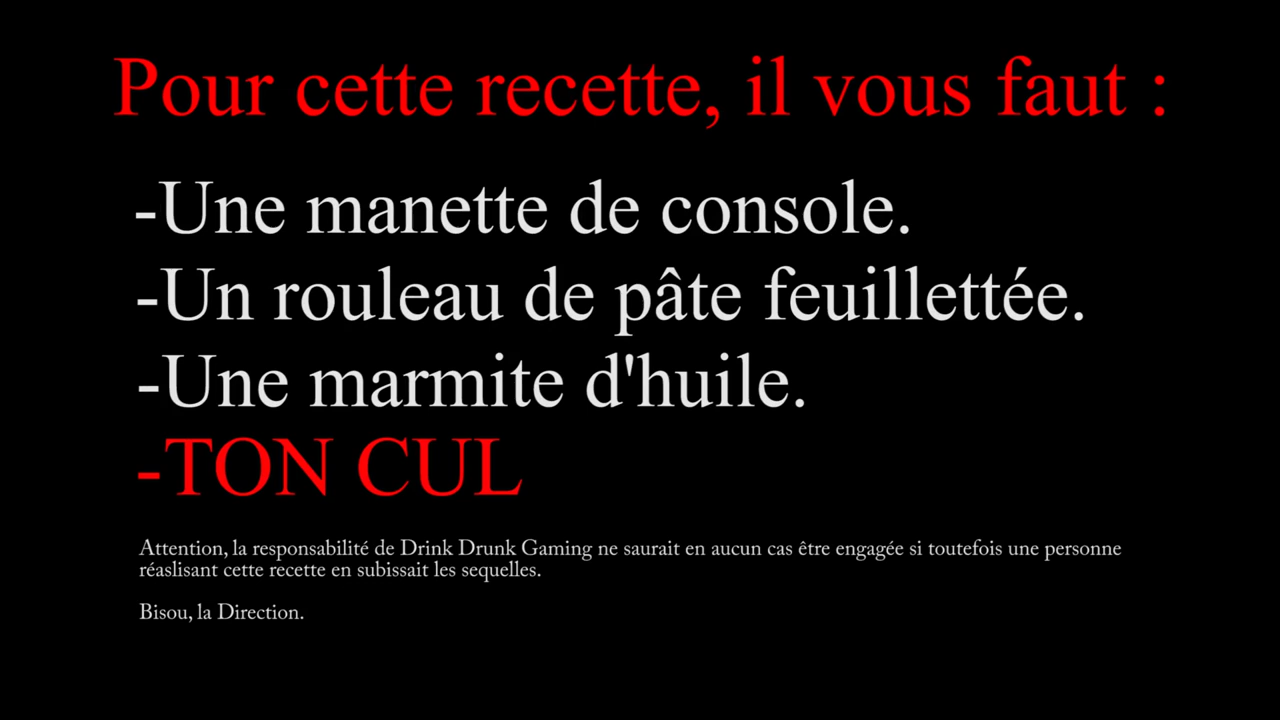 Pour cette recette, il vous faut :
-Une manette de console.
-Un rouleau de pâte feuillettée.
-Une marmite d'huile.
-TON CUL
Attention, la responsabilité de Drink Drunk Gaming ne saurait en aucun cas être engagée si toutefois une personne
réaslisant cette recette en subissait les sequelles.
Bisou, la Direction.